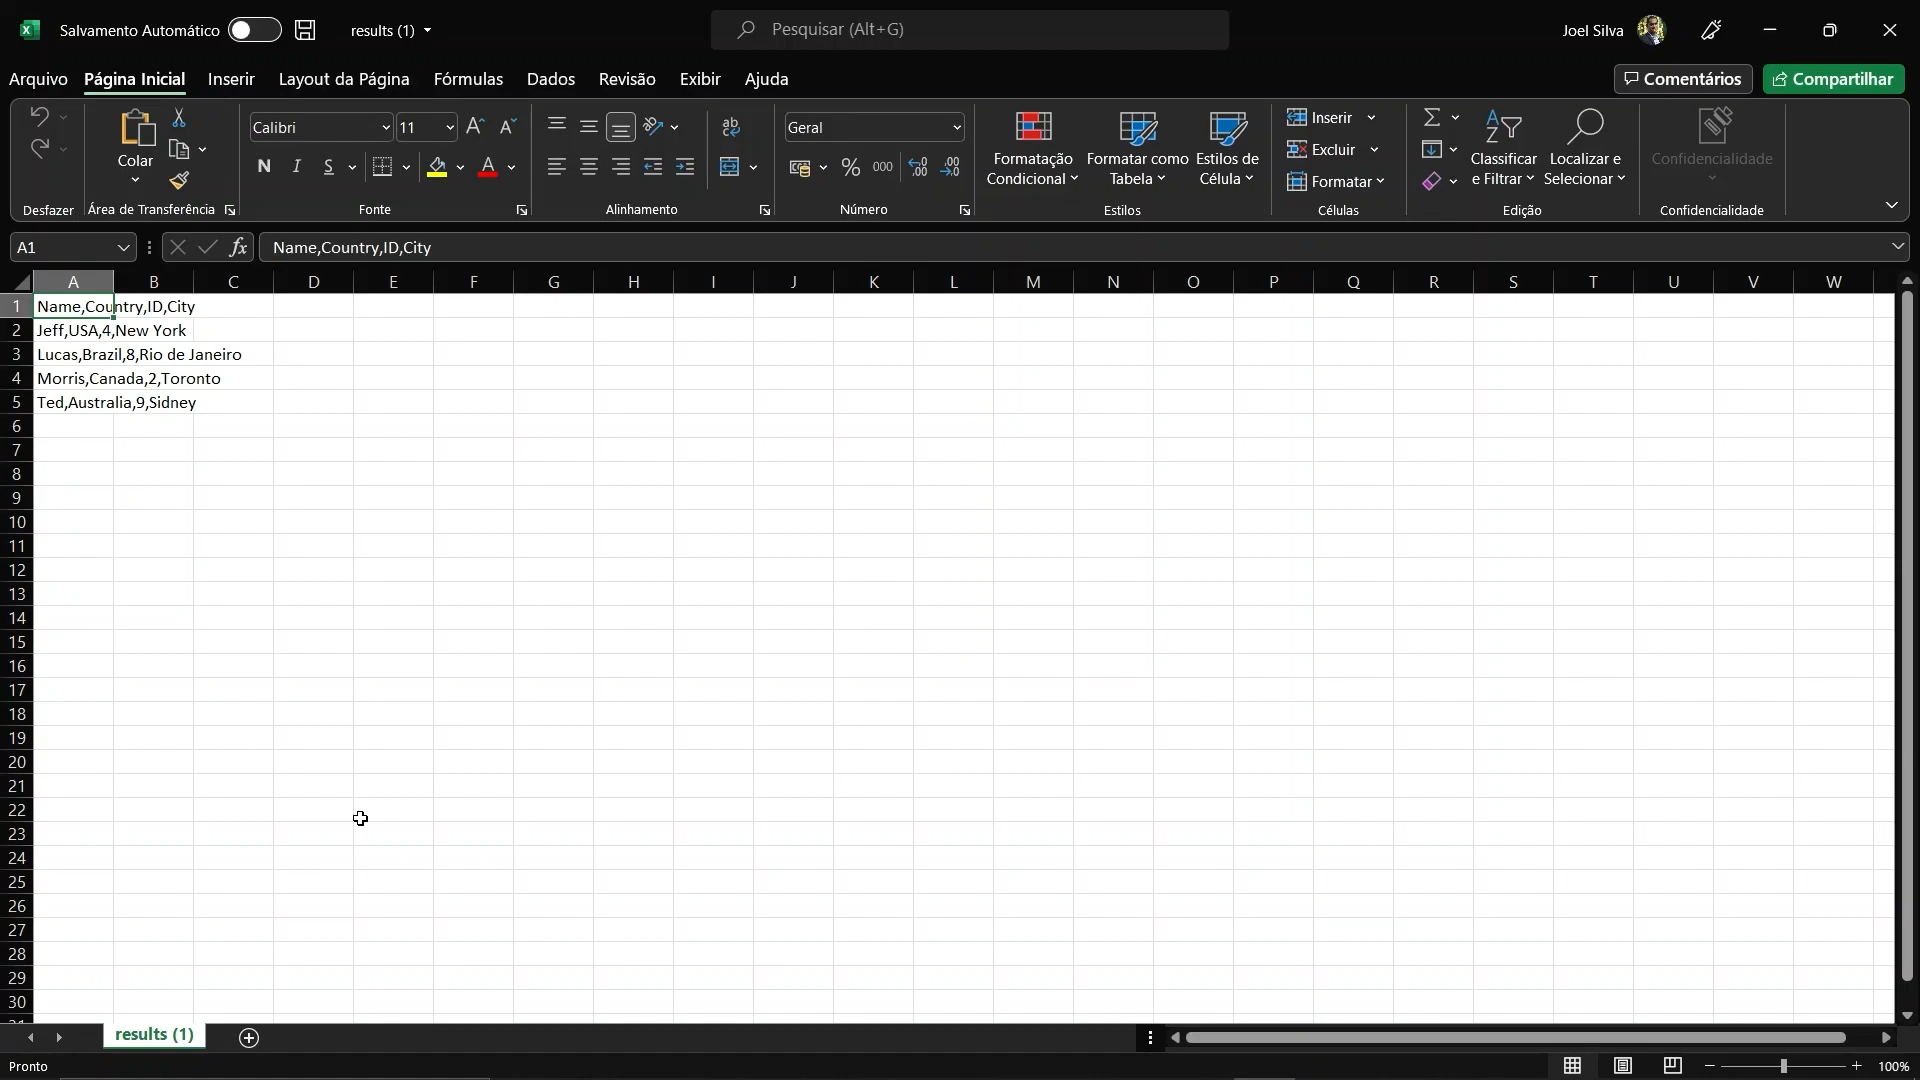 Salvamento Automático results (1) Pesquisar (Alt+G) Joel Silva
Arquivo Página Inicial Inserir Layout da Página Fórmulas Dados Revisão Exibir Ajuda Comentários Compartilhar
Colar
Calibri 11
N I S A
ab
Geral
% 000
Formatação Condicional
Formatar como Tabela
Estilos de Célula
Inserir
Excluir
Formatar
Classificar e Filtrar
Localizar e Selecionar
Confidencialidade
Desfazer Área de Transferência Fonte Alinhamento Número Estilos Células Edição Confidencialidade
A1 fx Name,Country,ID,City
A B C D E F G H I J K L M N O P Q R S T U V W
1 Name,Country,ID,City
2 Jeff,USA,4,New York
3 Lucas,Brazil,8,Rio de Janeiro
4 Morris,Canada,2,Toronto
5 Ted,Australia,9,Sidney
6
7
8
9
10
11
12
13
14
15
16
17
18
19
20
21
22
23
24
25
26
27
28
29
30
results (1)
Pronto 100%